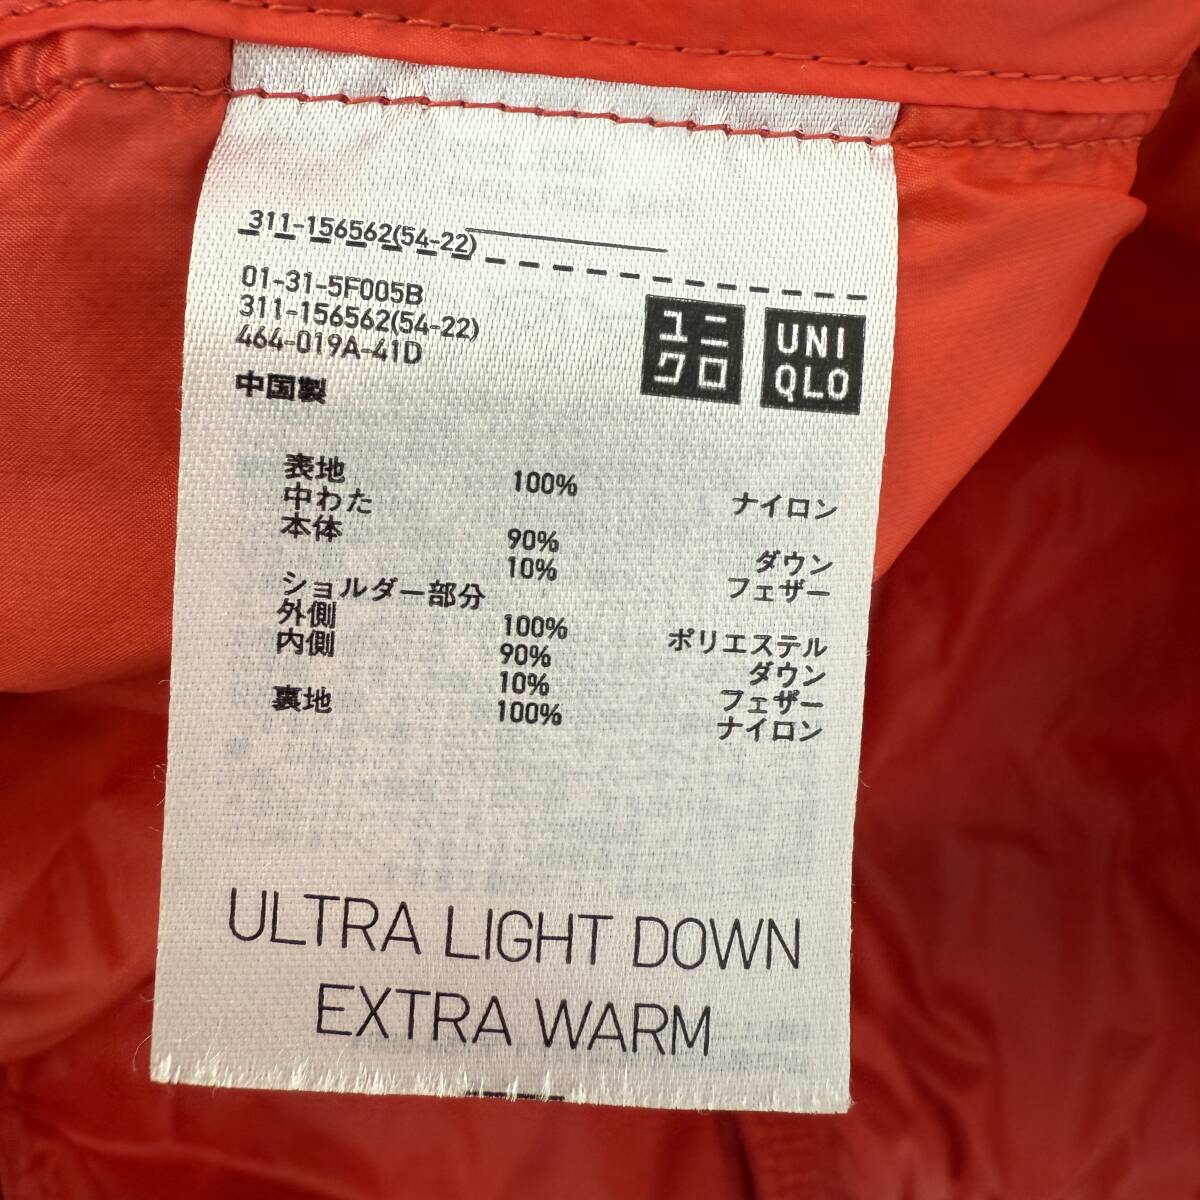 311-156562(54-22)
01-31-5F005B
311-156562(54-22)
464-019A-41D
中国製
ユニ
クロ
UNI
QLO
表地 100% ナイロン
中わた
本体 90% ダウン
10% フェザー
ショルダー部分
外側 100% ポリエステル
内側 90% ダウン
10% フェザー
裏地 100% ナイロン
ULTRA LIGHT DOWN
EXTRA WARM